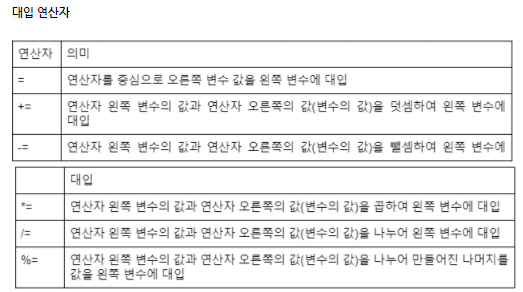 대입 연산자
연산자 의미
= 연산자를 중심으로 오른쪽 변수 값을 왼쪽 변수에 대입
+= 연산자 왼쪽 변수의 값과 연산자 오른쪽의 값(변수의 값)을 덧셈하여 왼쪽 변수에
대입
-= 연산자 왼쪽 변수의 값과 연산자 오른쪽의 값(변수의 값)을 뺄셈하여 왼쪽 변수에
대입
*= 연산자 왼쪽 변수의 값과 연산자 오른쪽의 값(변수의 값)을 곱하여 왼쪽 변수에 대입
/= 연산자 왼쪽 변수의 값과 연산자 오른쪽의 값(변수의 값)을 나누어 왼쪽 변수에 대입
%= 연산자 왼쪽 변수의 값과 연산자 오른쪽의 값(변수의 값)을 나누어 만들어진 나머지를
값을 왼쪽 변수에 대입